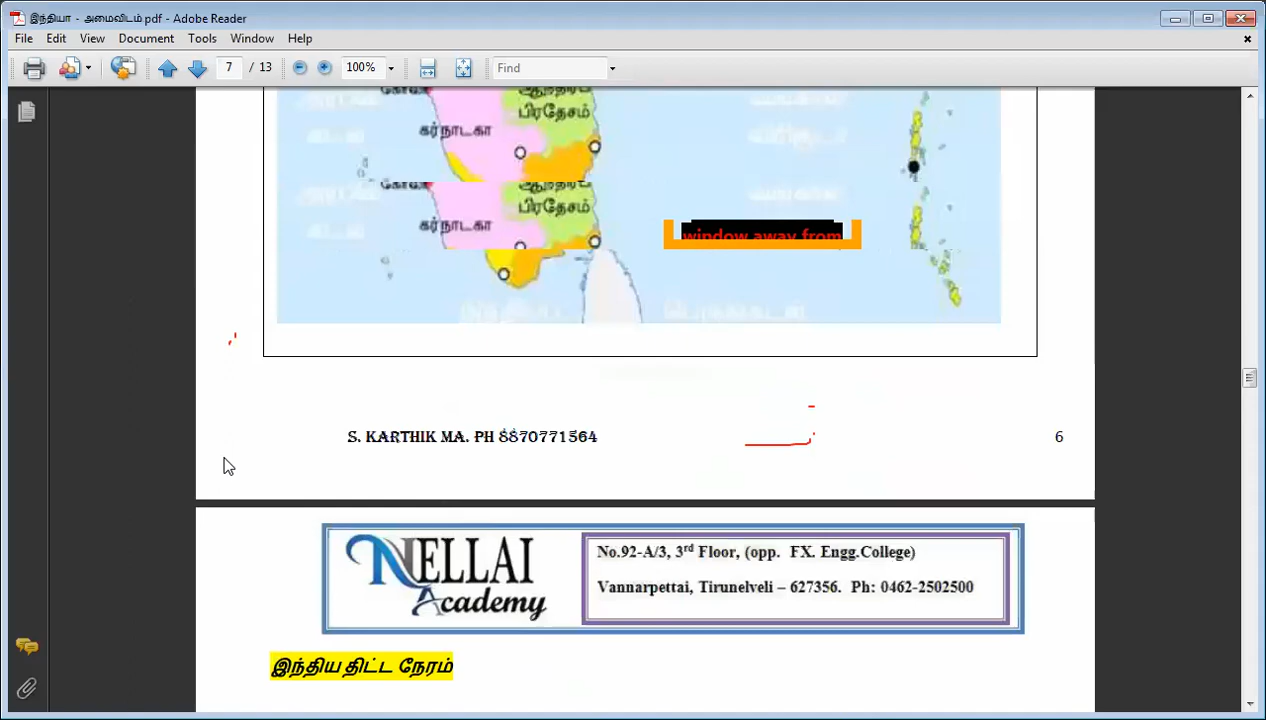 இந்தியா - அமைவிடம்.pdf - Adobe Reader
File Edit View Document Tools Window Help
7 / 13 100% Find
பிரதேசம்
கர்நாடகா
பிரதேசம்
கர்நாடகா
window away from
S. KARTHIK MA. PH 8870771564
6
NELLAI
Academy
No.92-A/3, 3rd Floor, (opp. FX. Engg.College)
Vannarpettai, Tirunelveli – 627356. Ph: 0462-2502500
இந்திய திட்ட நேரம்